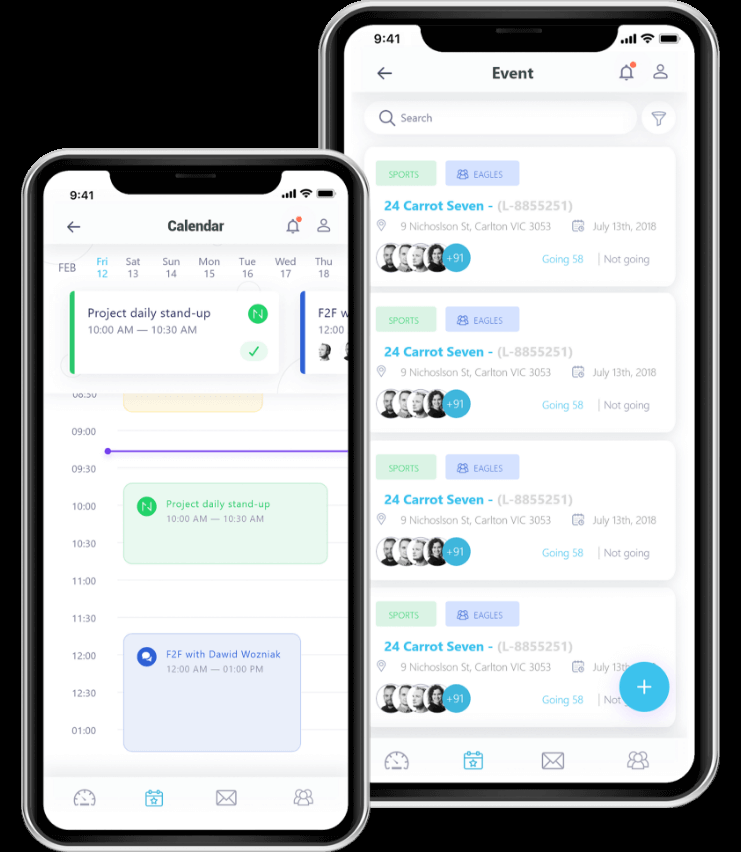 9:41
Calendar
FEB
Fri Sat Sun Mon Tue Wed Thu
12 13 14 15 16 17 18
Project daily stand-up
10:00 AM — 10:30 AM
F2F w
12:00
08:30
09:00
09:30
10:00
Project daily stand-up
10:00 AM — 10:30 AM
10:30
11:00
11:30
12:00
F2F with Dawid Wozniak
12:00 AM — 01:00 PM
12:30
01:00
9:41
Event
Search
SPORTS EAGLES
24 Carrot Seven - (L-8855251)
9 Nichoslson St, Carlton VIC 3053 July 13th, 2018
+91 Going 58 | Not going
SPORTS EAGLES
24 Carrot Seven - (L-8855251)
9 Nichoslson St, Carlton VIC 3053 July 13th, 2018
+91 Going 58 | Not going
SPORTS EAGLES
24 Carrot Seven - (L-8855251)
9 Nichoslson St, Carlton VIC 3053 July 13th, 2018
+91 Going 58 | Not going
SPORTS EAGLES
24 Carrot Seven - (L-8855251)
9 Nichoslson St, Carlton VIC 3053 July 13th
+91 Going 58 | Not
+